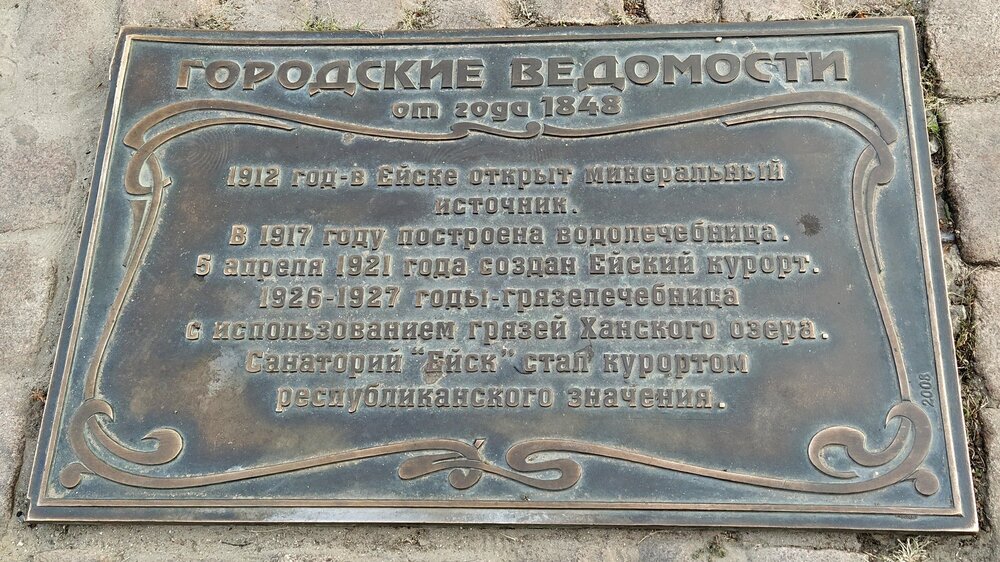 ГОРОДСКИЕ ВЕДОМОСТИ
от года 1848
1912 год-в Ейске открыт минеральный
источник.
В 1917 году построена водолечебница.
5 апреля 1921 года создан Ейский курорт.
1926-1927 годы-грязелечебница
с использованием грязей Ханского озера.
Санаторий "Ейск" стал курортом
республиканского значения.
2008